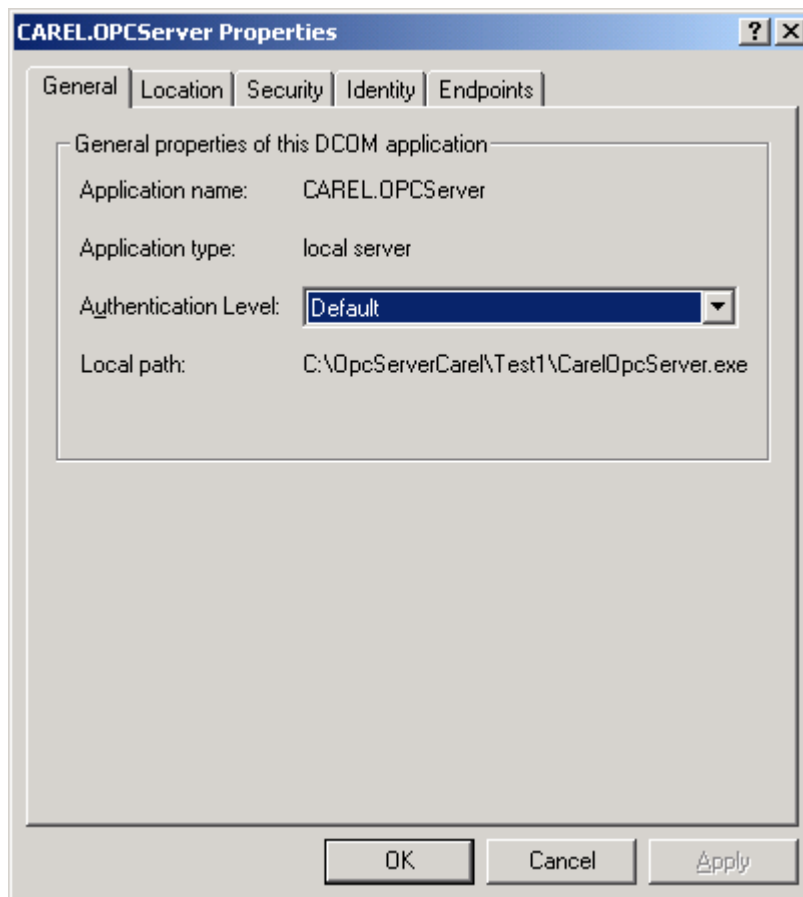 CAREL.OPCServer Properties
General Location Security Identity Endpoints
General properties of this DCOM application
Application name: CAREL.OPCServer
Application type: local server
Authentication Level: Default
Local path: C:\OpcServerCarel\Test1\CarelOpcServer.exe
OK Cancel Apply